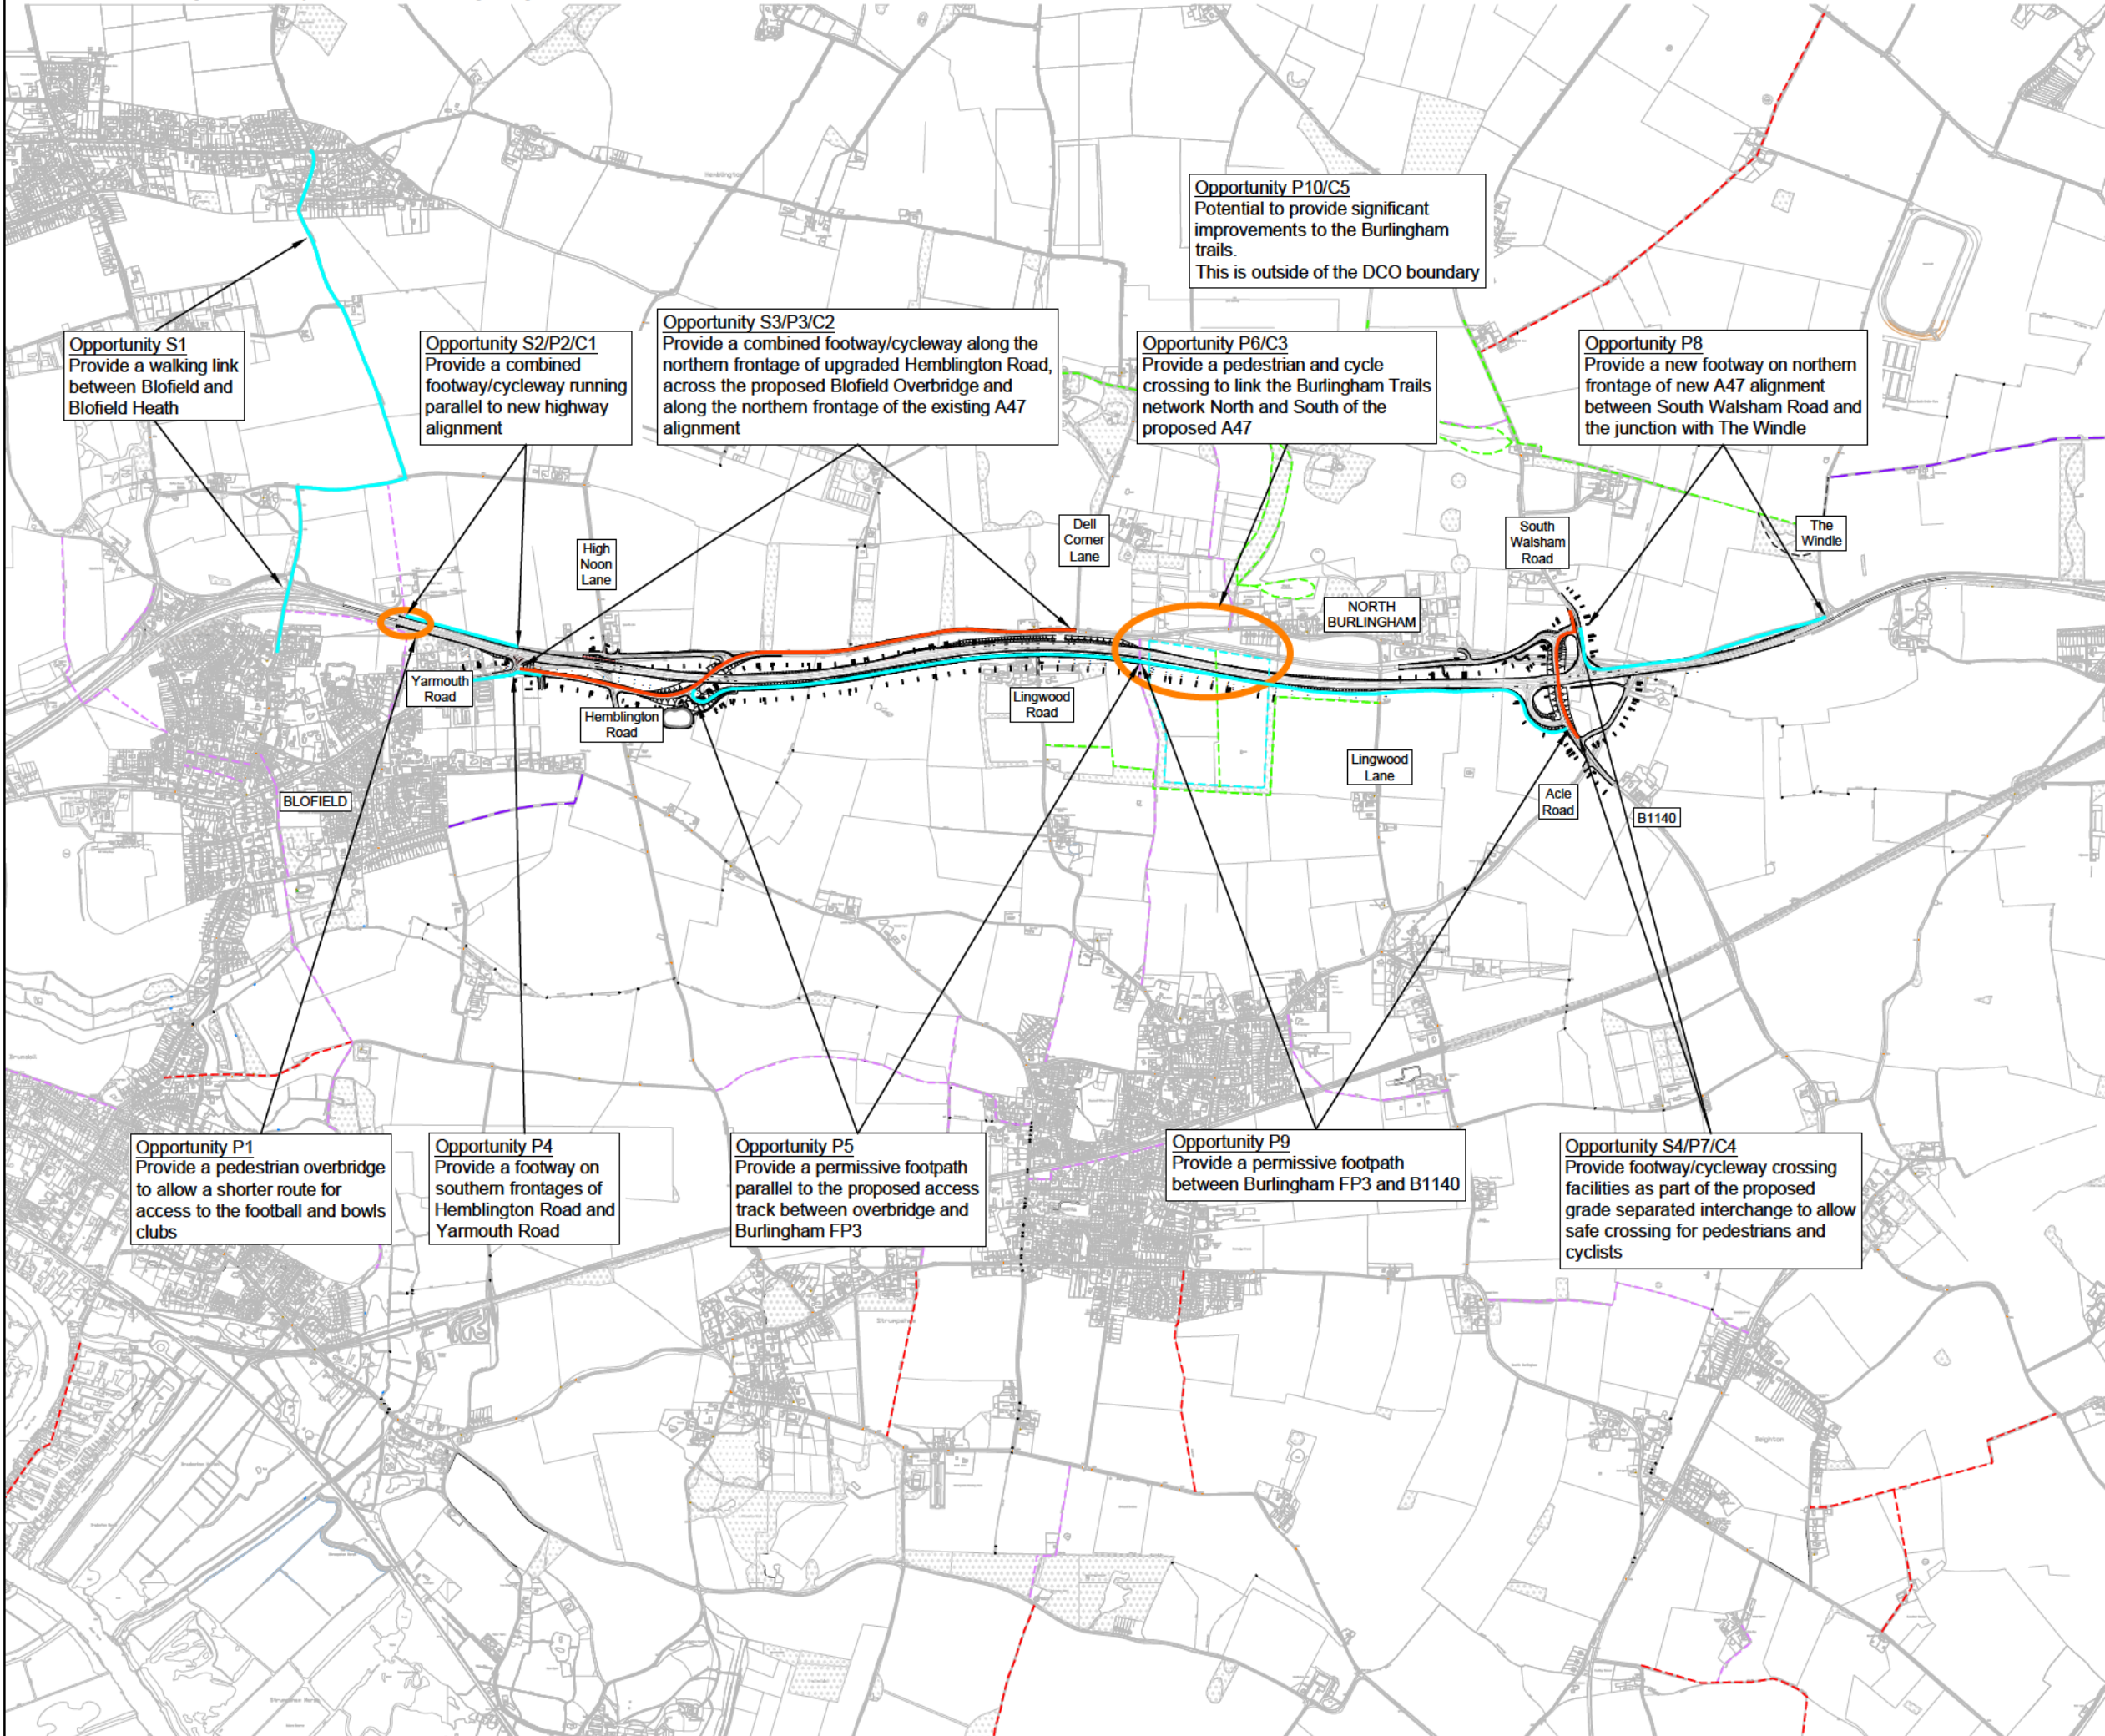 Hemblington
Opportunity P10/C5
Potential to provide significant
improvements to the Burlingham
trails.
This is outside of the DCO boundary
Opportunity S1
Provide a walking link
between Blofield and
Blofield Heath
Opportunity S2/P2/C1
Provide a combined
footway/cycleway running
parallel to new highway
alignment
Opportunity S3/P3/C2
Provide a combined footway/cycleway along the
northern frontage of upgraded Hemblington Road,
across the proposed Blofield Overbridge and
along the northern frontage of the existing A47
alignment
Opportunity P6/C3
Provide a pedestrian and cycle
crossing to link the Burlingham Trails
network North and South of the
proposed A47
Opportunity P8
Provide a new footway on northern
frontage of new A47 alignment
between South Walsham Road and
the junction with The Windle
High
Noon
Lane
Dell
Corner
Lane
South
Walsham
Road
The
Windle
NORTH
BURLINGHAM
Yarmouth
Road
Hemblington
Road
Lingwood
Road
Lingwood
Lane
Acle
Road
B1140
BLOFIELD
Brundall
Opportunity P1
Provide a pedestrian overbridge
to allow a shorter route for
access to the football and bowls
clubs
Opportunity P4
Provide a footway on
southern frontages of
Hemblington Road and
Yarmouth Road
Opportunity P5
Provide a permissive footpath
parallel to the proposed access
track between overbridge and
Burlingham FP3
Opportunity P9
Provide a permissive footpath
between Burlingham FP3 and B1140
Opportunity S4/P7/C4
Provide footway/cycleway crossing
facilities as part of the proposed
grade separated interchange to allow
safe crossing for pedestrians and
cyclists
Strumpshaw
Beighton